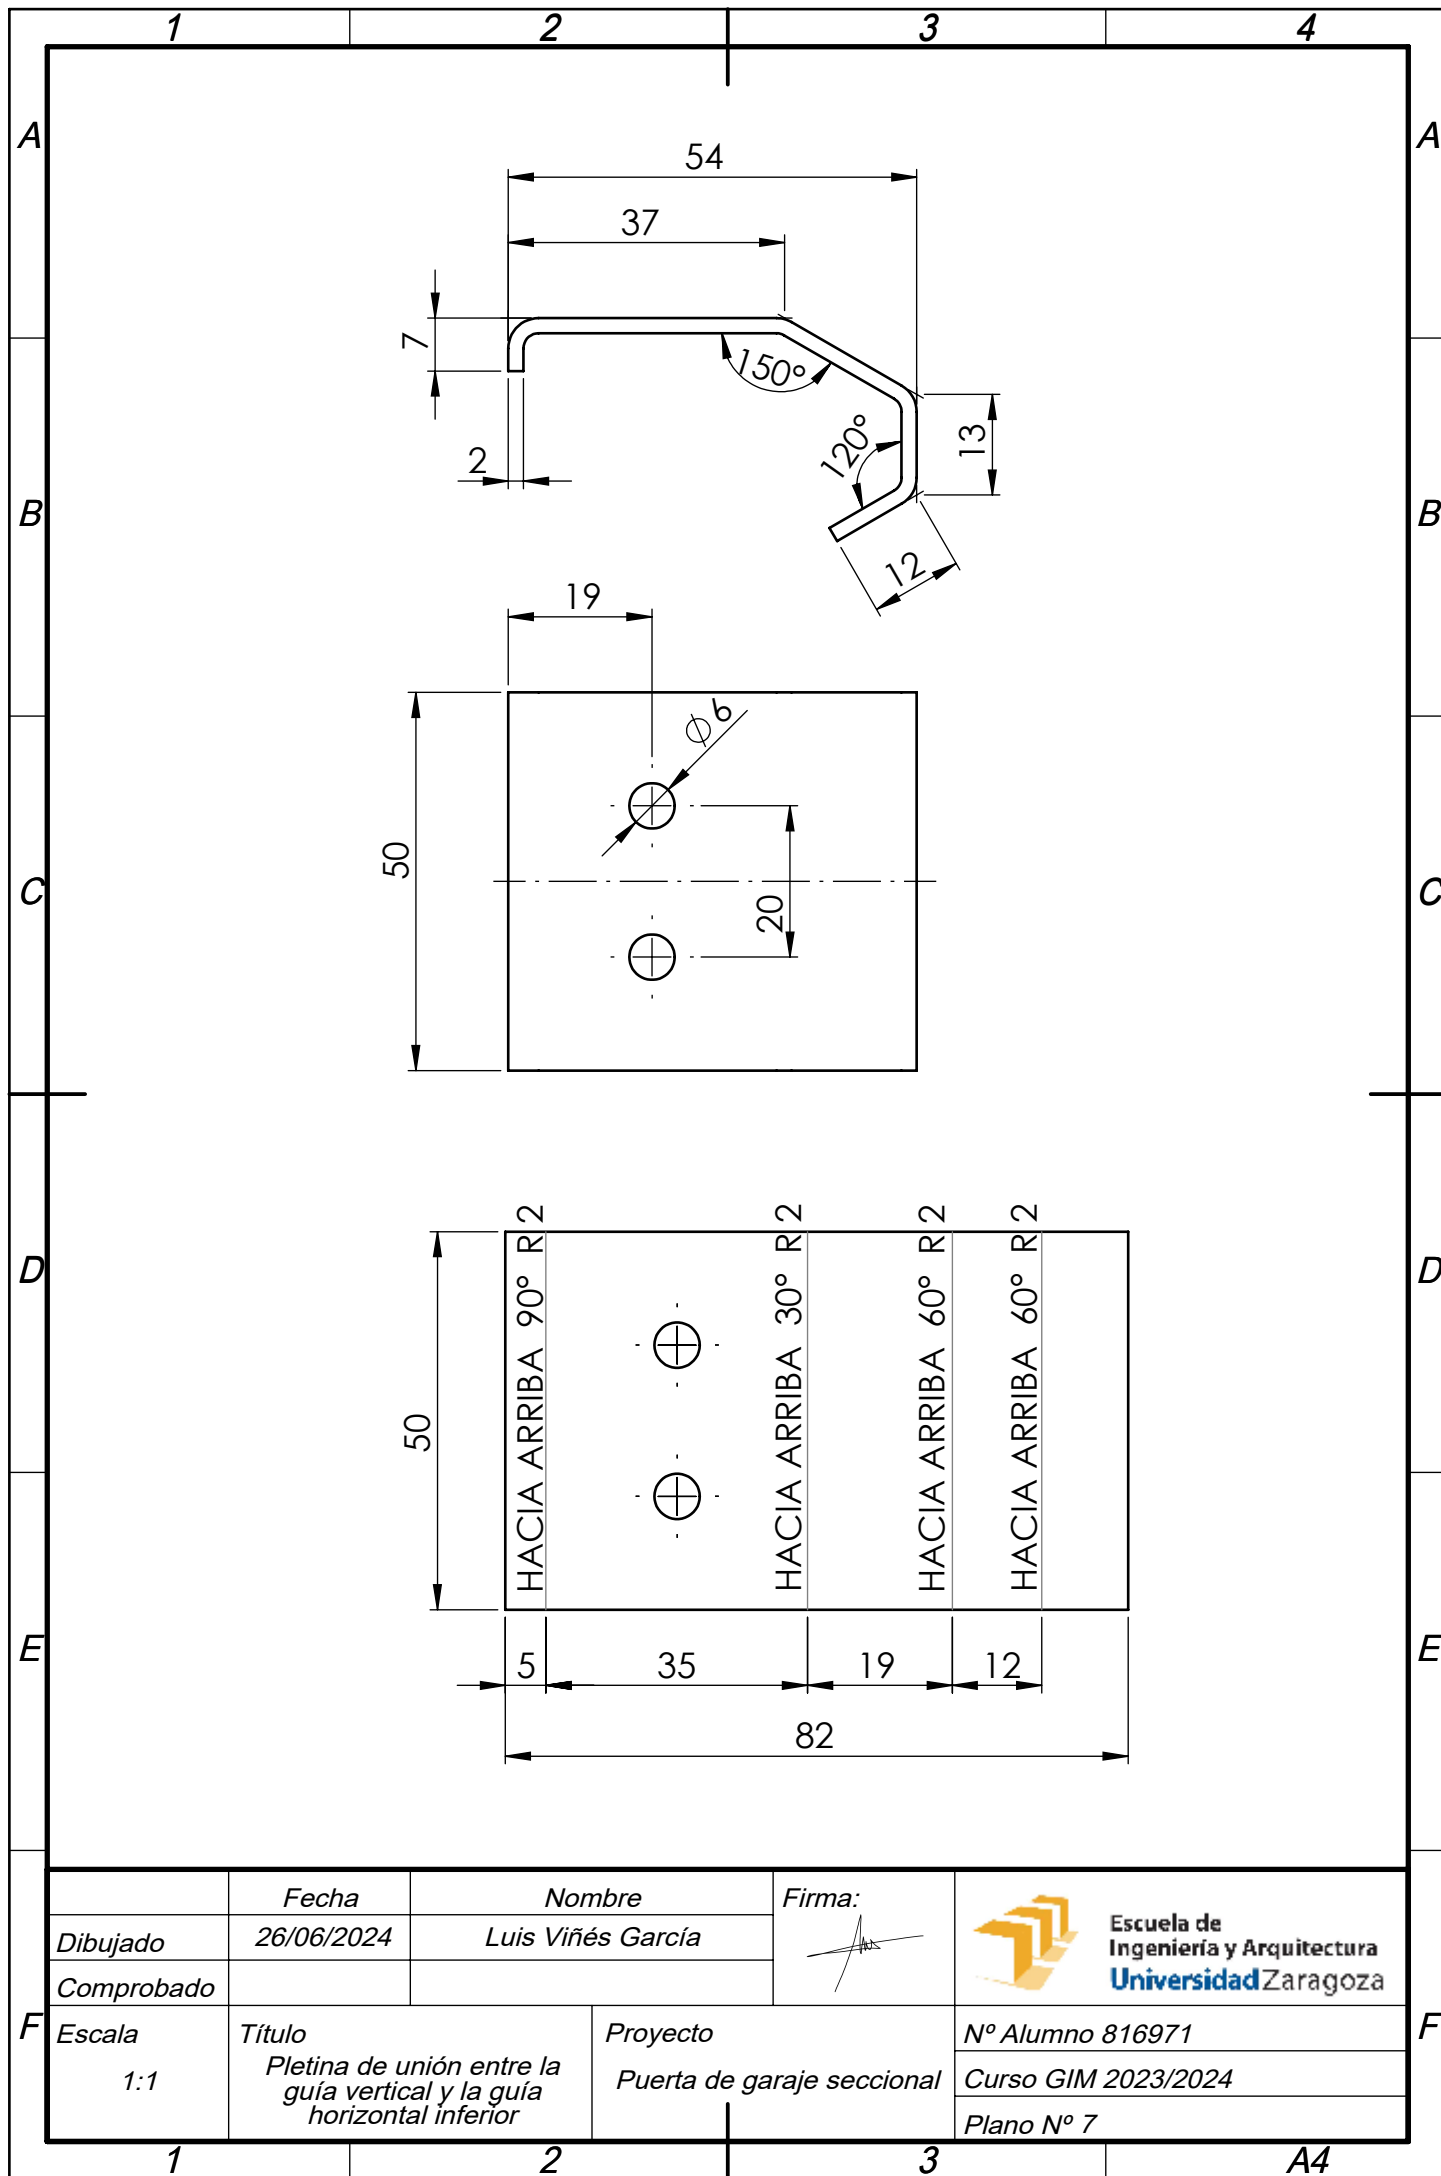 1 2 3 4
A A
54
37
7
150°
120°
13
2
B B
12
19
⌀ 6
50
20
C C
HACIA ARRIBA 90° R 2
HACIA ARRIBA 30° R 2
HACIA ARRIBA 60° R 2
HACIA ARRIBA 60° R 2
D D
50
E E
5 35 19 12
82
Fecha Nombre Firma:
Dibujado 26/06/2024 Luis Viñés García
Comprobado
Escuela de
Ingeniería y Arquitectura
Universidad Zaragoza
F F
Escala
1:1
Título
Pletina de unión entre la
guía vertical y la guía
horizontal inferior
Proyecto
Puerta de garaje seccional
Nº Alumno 816971
Curso GIM 2023/2024
Plano Nº 7
1 2 3 A4